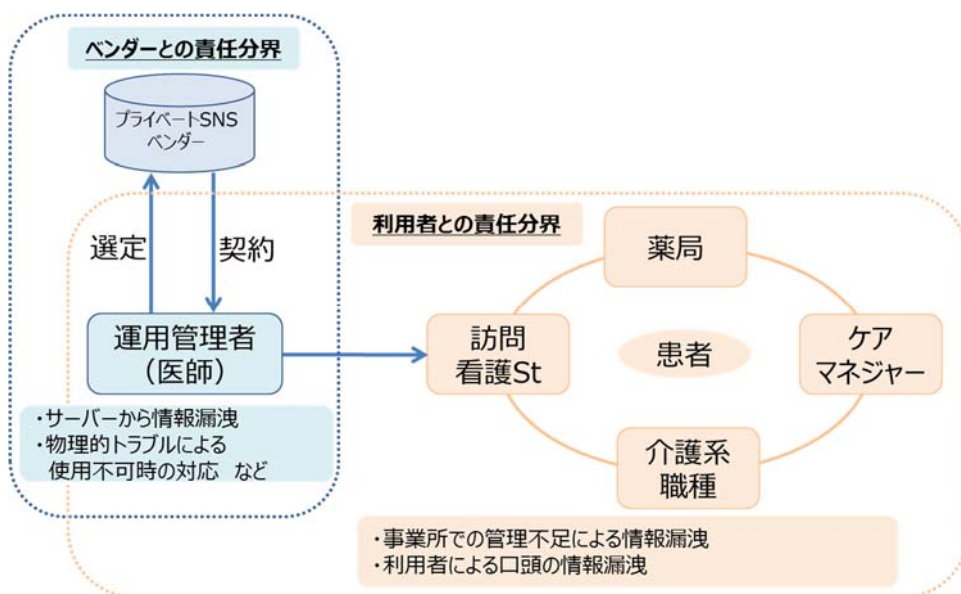 ベンダーとの責任分界
プライベートSNS
ベンダー
選定
契約
運用管理者
（医師）
・サーバーから情報漏洩
・物理的トラブルによる
使用不可時の対応 など
利用者との責任分界
薬局
訪問
看護St
患者
ケア
マネジャー
介護系
職種
・事業所での管理不足による情報漏洩
・利用者による口頭の情報漏洩